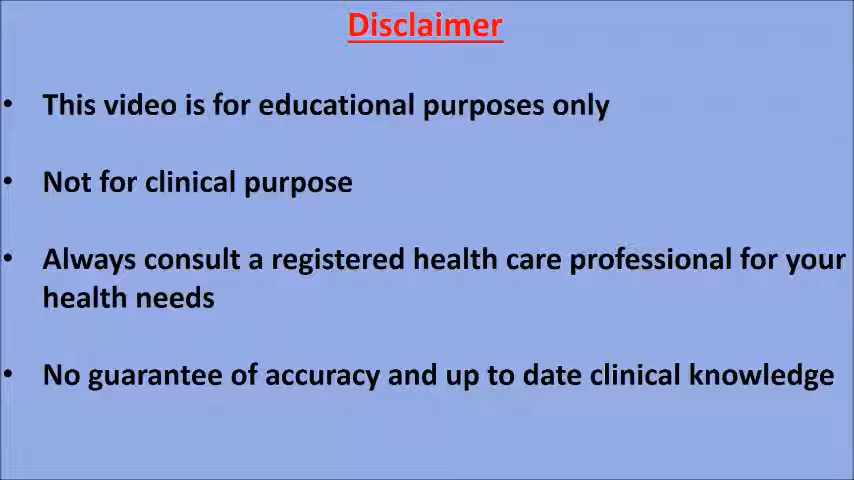 Disclaimer
• This video is for educational purposes only
• Not for clinical purpose
• Always consult a registered health care professional for your
health needs
• No guarantee of accuracy and up to date clinical knowledge